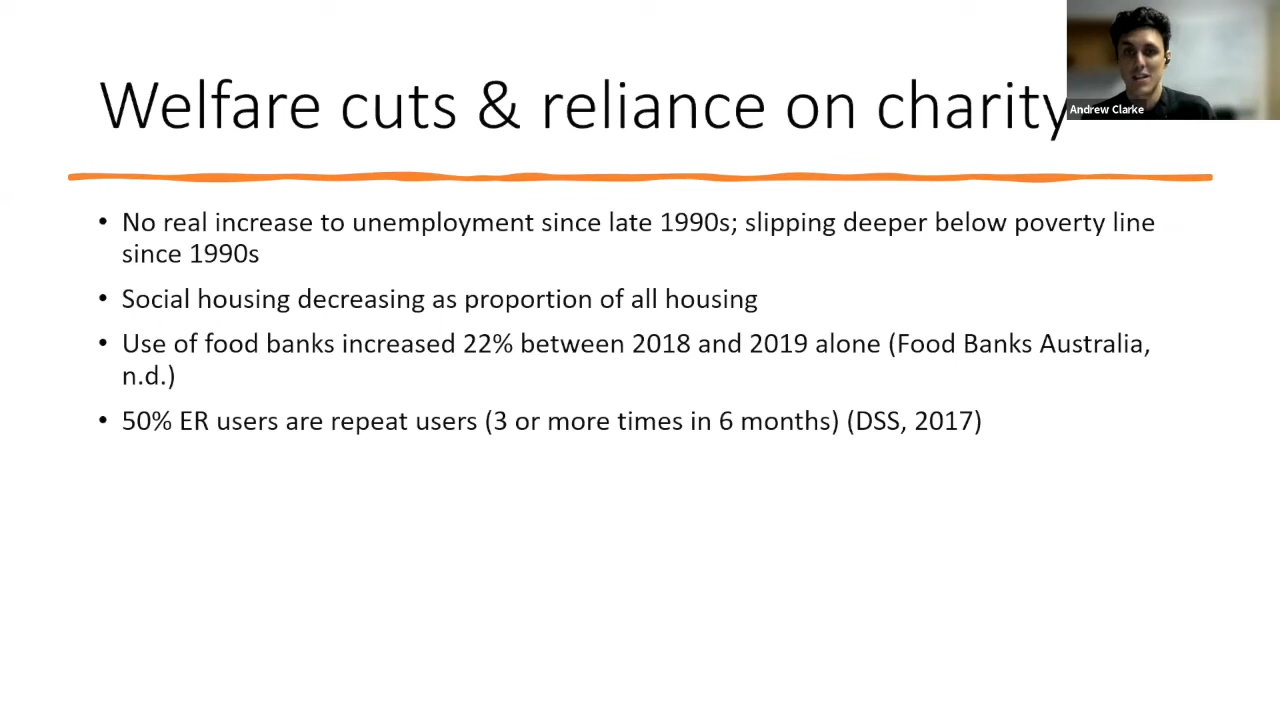 Welfare cuts & reliance on charity
Andrew Clarke
• No real increase to unemployment since late 1990s; slipping deeper below poverty line
since 1990s
• Social housing decreasing as proportion of all housing
• Use of food banks increased 22% between 2018 and 2019 alone (Food Banks Australia,
n.d.)
• 50% ER users are repeat users (3 or more times in 6 months) (DSS, 2017)